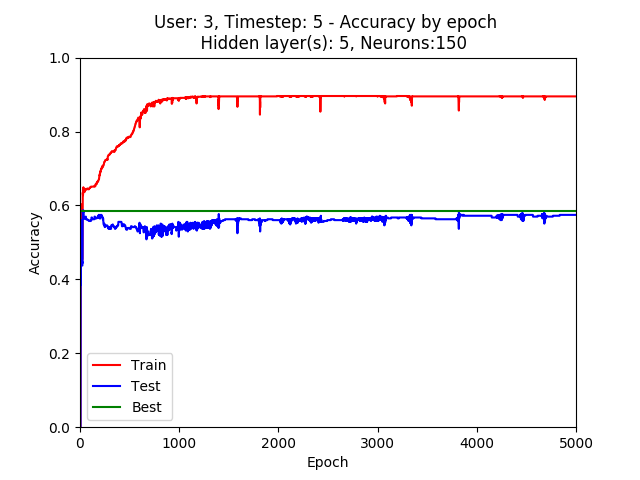 User: 3, Timestep: 5 - Accuracy by epoch
Hidden layer(s): 5, Neurons:150
1.0
0.8
0.6
0.4
0.2
0.0
Accuracy
Train
Test
Best
0 1000 2000 3000 4000 5000
Epoch